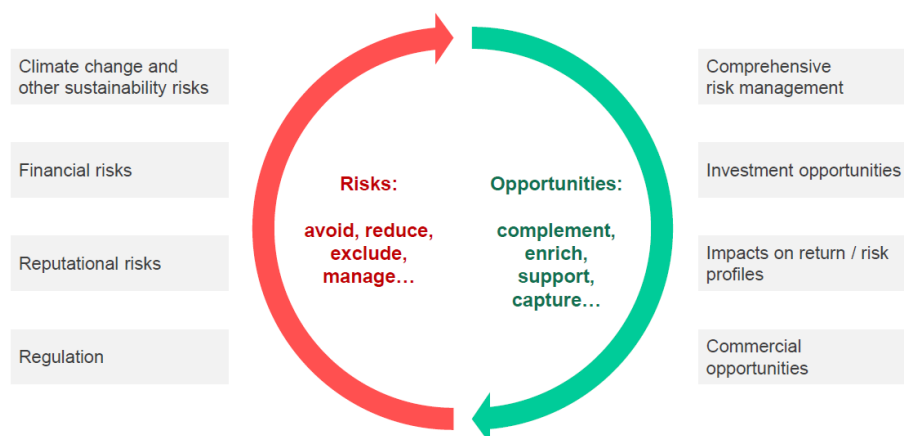 Climate change and
other sustainability risks
Financial risks
Reputational risks
Regulation
Risks:
avoid, reduce,
exclude,
manage…
Opportunities:
complement,
enrich,
support,
capture…
Comprehensive
risk management
Investment opportunities
Impacts on return / risk
profiles
Commercial
opportunities